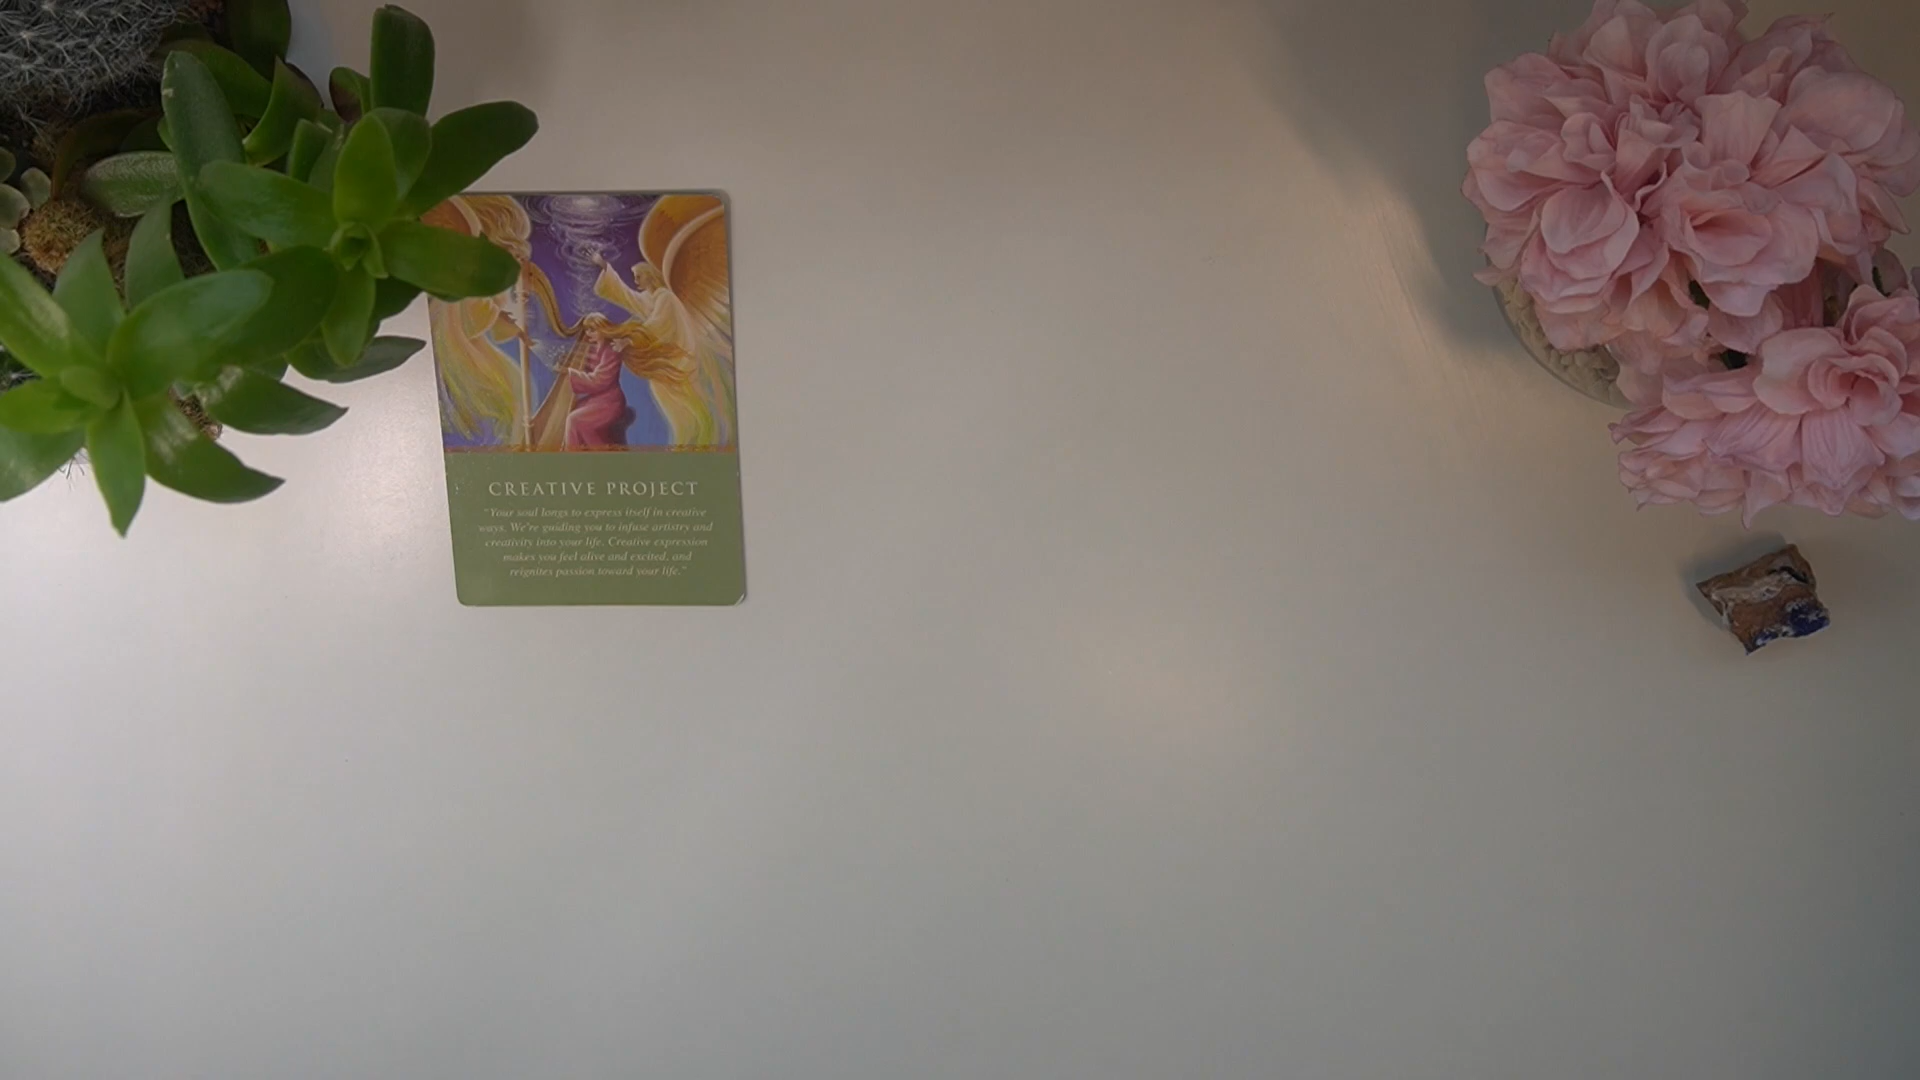 CREATIVE PROJECT
"Your soul longs to express itself in creative
ways. We're guiding you to infuse artistry and
creativity into your life. Creative expression
makes you feel alive and excited, and
reignites passion toward your life."